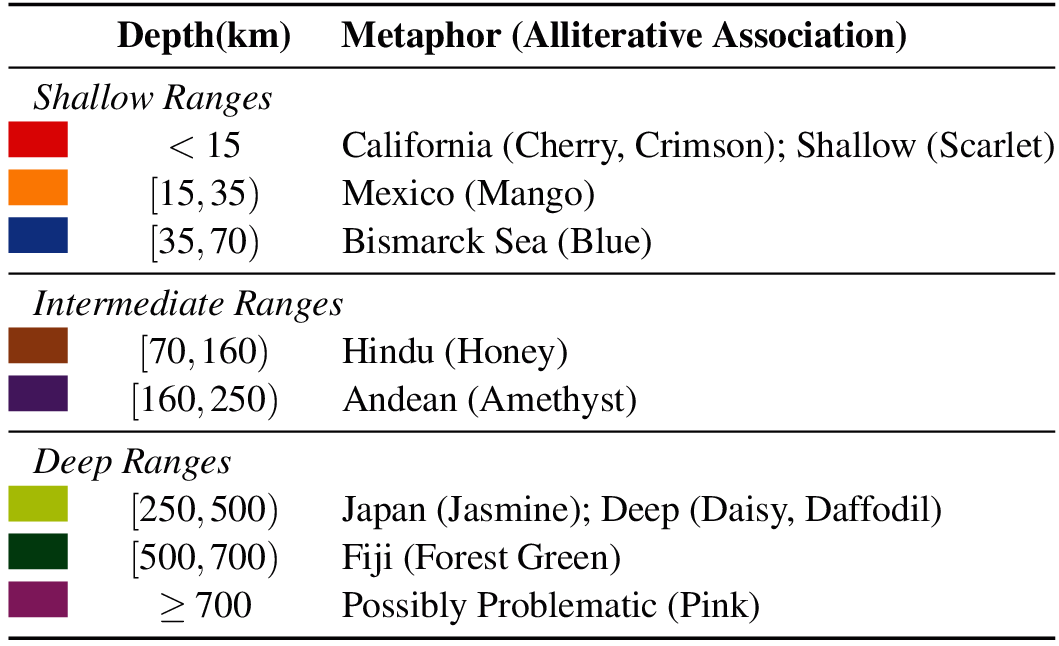 Depth(km) Metaphor (Alliterative Association)
Shallow Ranges
< 15 California (Cherry, Crimson); Shallow (Scarlet)
[15,35) Mexico (Mango)
[35,70) Bismarck Sea (Blue)
Intermediate Ranges
[70,160) Hindu (Honey)
[160,250) Andean (Amethyst)
Deep Ranges
[250,500) Japan (Jasmine); Deep (Daisy, Daffodil)
[500,700) Fiji (Forest Green)
≥ 700 Possibly Problematic (Pink)